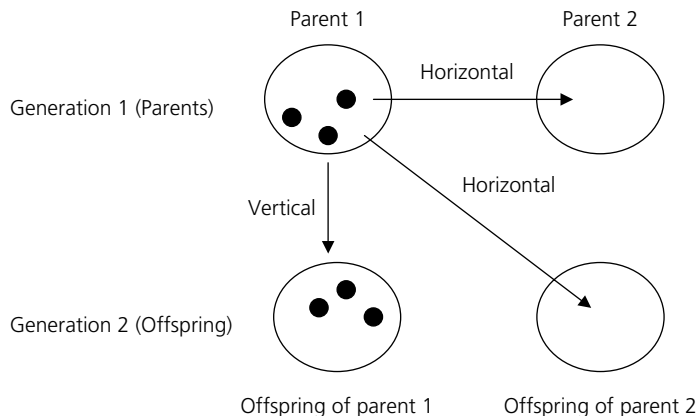 Parent 1
Parent 2
Horizontal
Generation 1 (Parents)
Horizontal
Vertical
Generation 2 (Offspring)
Offspring of parent 1
Offspring of parent 2